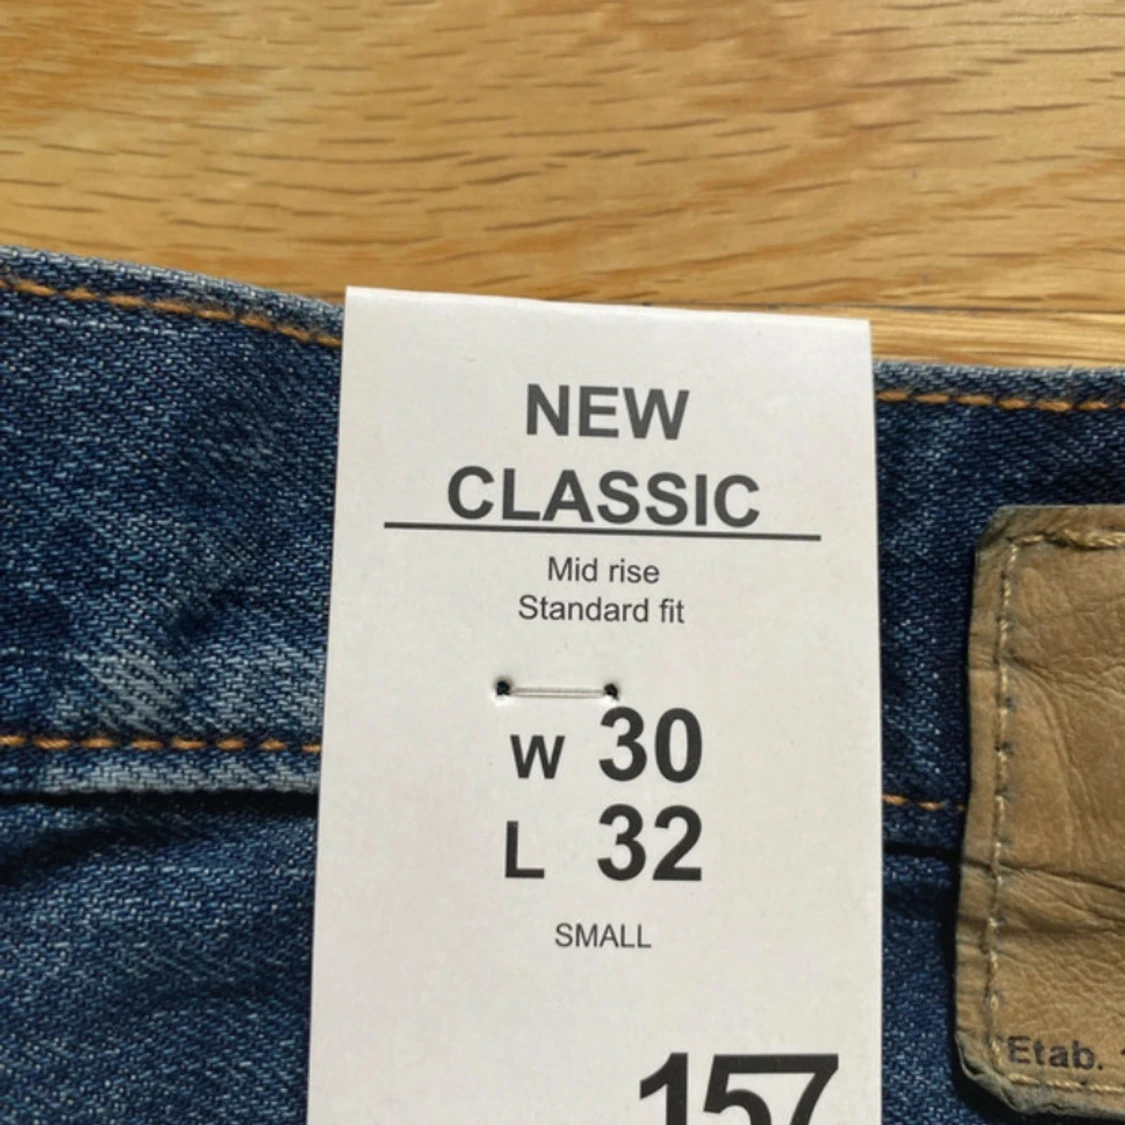 NEW
CLASSIC
Mid rise
Standard fit
W 30
L 32
SMALL
157
Etab.